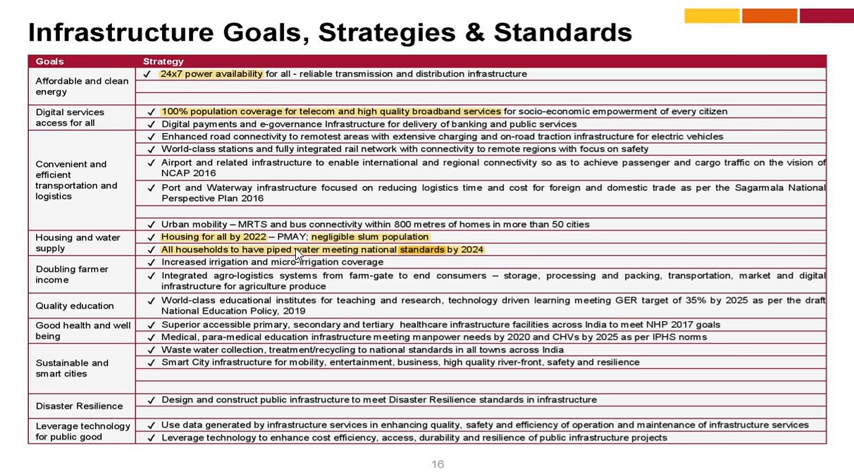 Infrastructure Goals, Strategies & Standards
Goals Strategy
Affordable and clean energy
✓ 24x7 power availability for all - reliable transmission and distribution infrastructure
Digital services access for all
✓ 100% population coverage for telecom and high quality broadband services for socio-economic empowerment of every citizen
✓ Digital payments and e-governance Infrastructure for delivery of banking and public services
Convenient and efficient transportation and logistics
✓ Enhanced road connectivity to remotest areas with extensive charging and on-road traction infrastructure for electric vehicles
✓ World-class stations and fully integrated rail network with connectivity to remote regions with focus on safety
✓ Airport and related infrastructure to enable international and regional connectivity so as to achieve passenger and cargo traffic on the vision of
NCAP 2016
✓ Port and Waterway infrastructure focused on reducing logistics time and cost for foreign and domestic trade as per the Sagarmala National
Perspective Plan 2016
✓ Urban mobility – MRTS and bus connectivity within 800 metres of homes in more than 50 cities
Housing and water supply
✓ Housing for all by 2022 – PMAY; negligible slum population
✓ All households to have piped water meeting national standards by 2024
Doubling farmer income
✓ Increased irrigation and micro-irrigation coverage
✓ Integrated agro-logistics systems from farm-gate to end consumers – storage, processing and packing, transportation, market and digital
infrastructure for agriculture produce
Quality education
✓ World-class educational institutes for teaching and research, technology driven learning meeting GER target of 35% by 2025 as per the draft
National Education Policy, 2019
Good health and well being
✓ Superior accessible primary, secondary and tertiary healthcare infrastructure facilities across India to meet NHP 2017 goals
✓ Medical, para-medical education infrastructure meeting manpower needs by 2020 and CHVs by 2025 as per IPHS norms
Sustainable and smart cities
✓ Waste water collection, treatment/recycling to national standards in all towns across India
✓ Smart City infrastructure for mobility, entertainment, business, high quality river-front, safety and resilience
Disaster Resilience
✓ Design and construct public infrastructure to meet Disaster Resilience standards in infrastructure
Leverage technology for public good
✓ Use data generated by infrastructure services in enhancing quality, safety and efficiency of operation and maintenance of infrastructure services
✓ Leverage technology to enhance cost efficiency, access, durability and resilience of public infrastructure projects
16